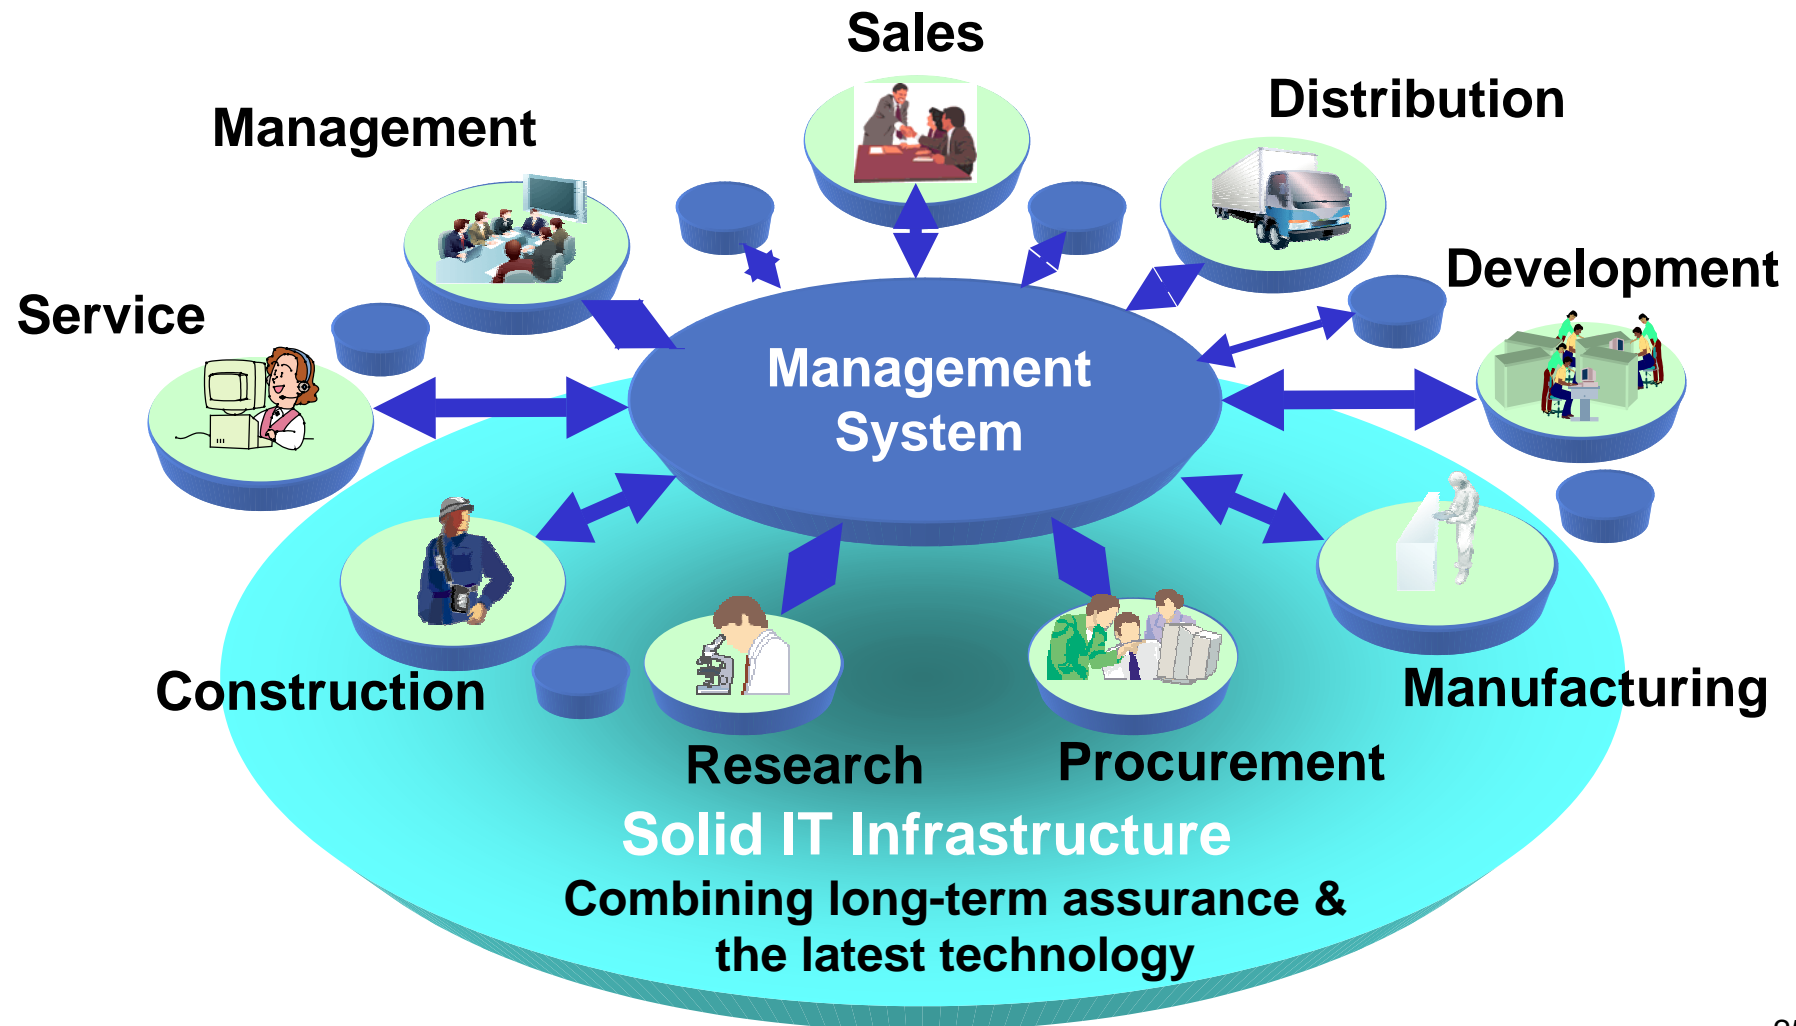 Sales
Distribution
Management
Development
Service
Management
System
Construction
Manufacturing
Research
Procurement
Solid IT Infrastructure
Combining long-term assurance &
the latest technology